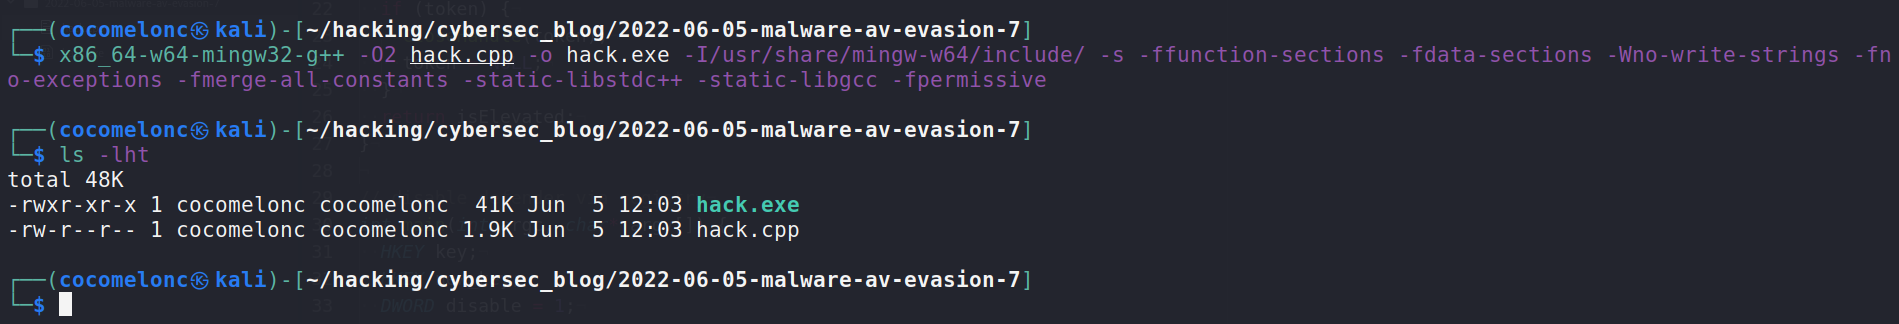 ┌──(cocomelonc㉿kali)-[~/hacking/cybersec_blog/2022-06-05-malware-av-evasion-7]
└─$ x86_64-w64-mingw32-g++ -O2 hack.cpp -o hack.exe -I/usr/share/mingw-w64/include/ -s -ffunction-sections -fdata-sections -Wno-write-strings -fn
o-exceptions -fmerge-all-constants -static-libstdc++ -static-libgcc -fpermissive
┌──(cocomelonc㉿kali)-[~/hacking/cybersec_blog/2022-06-05-malware-av-evasion-7]
└─$ ls -lht
total 48K
-rwxr-xr-x 1 cocomelonc cocomelonc  41K Jun  5 12:03 hack.exe
-rw-r--r-- 1 cocomelonc cocomelonc 1.9K Jun  5 12:03 hack.cpp
┌──(cocomelonc㉿kali)-[~/hacking/cybersec_blog/2022-06-05-malware-av-evasion-7]
└─$